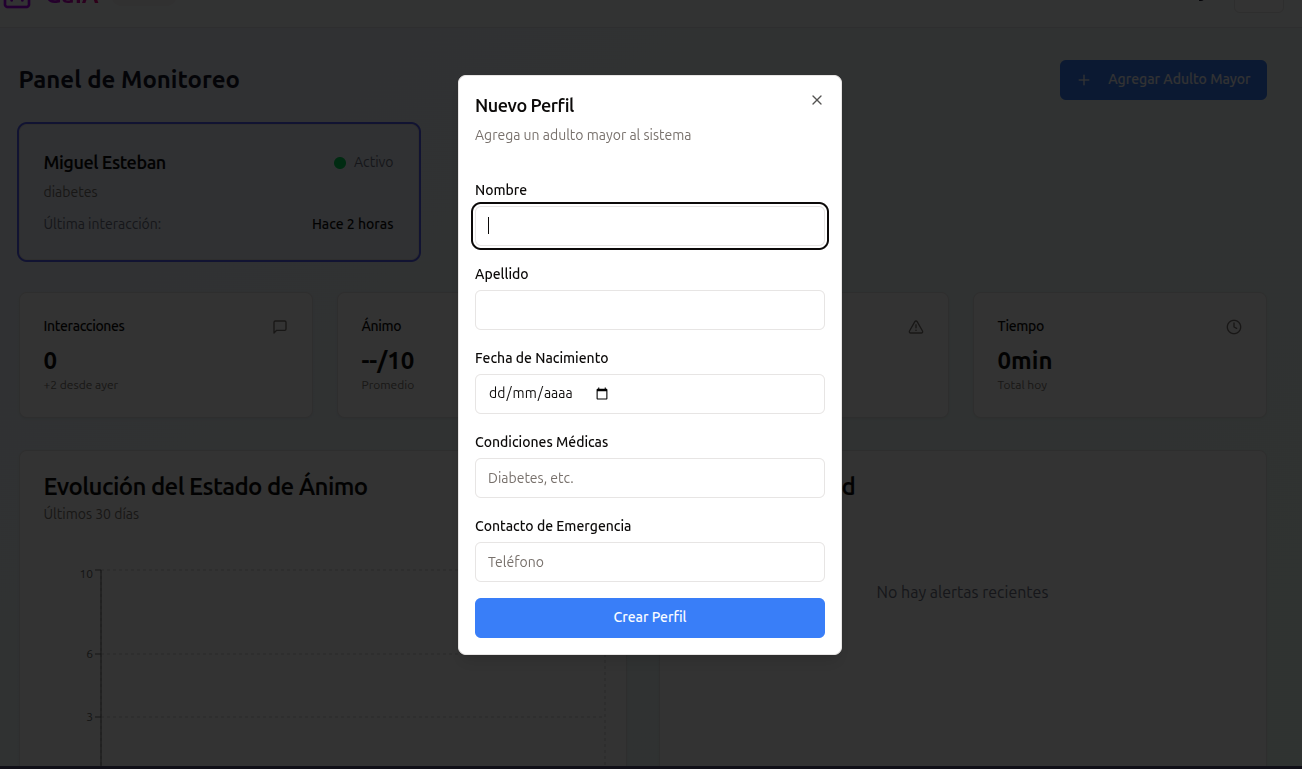 Panel de Monitoreo
Agregar Adulto Mayor
Miguel Esteban
Activo
diabetes
Última interacción:
Hace 2 horas
Interacciones
0
+2 desde ayer
Ánimo
--/10
Promedio
Tiempo
0min
Total hoy
Evolución del Estado de Ánimo
Últimos 30 días
10
6
3
d
No hay alertas recientes
Nuevo Perfil
Agrega un adulto mayor al sistema
Nombre
Apellido
Fecha de Nacimiento
dd/mm/aaaa
Condiciones Médicas
Diabetes, etc.
Contacto de Emergencia
Teléfono
Crear Perfil